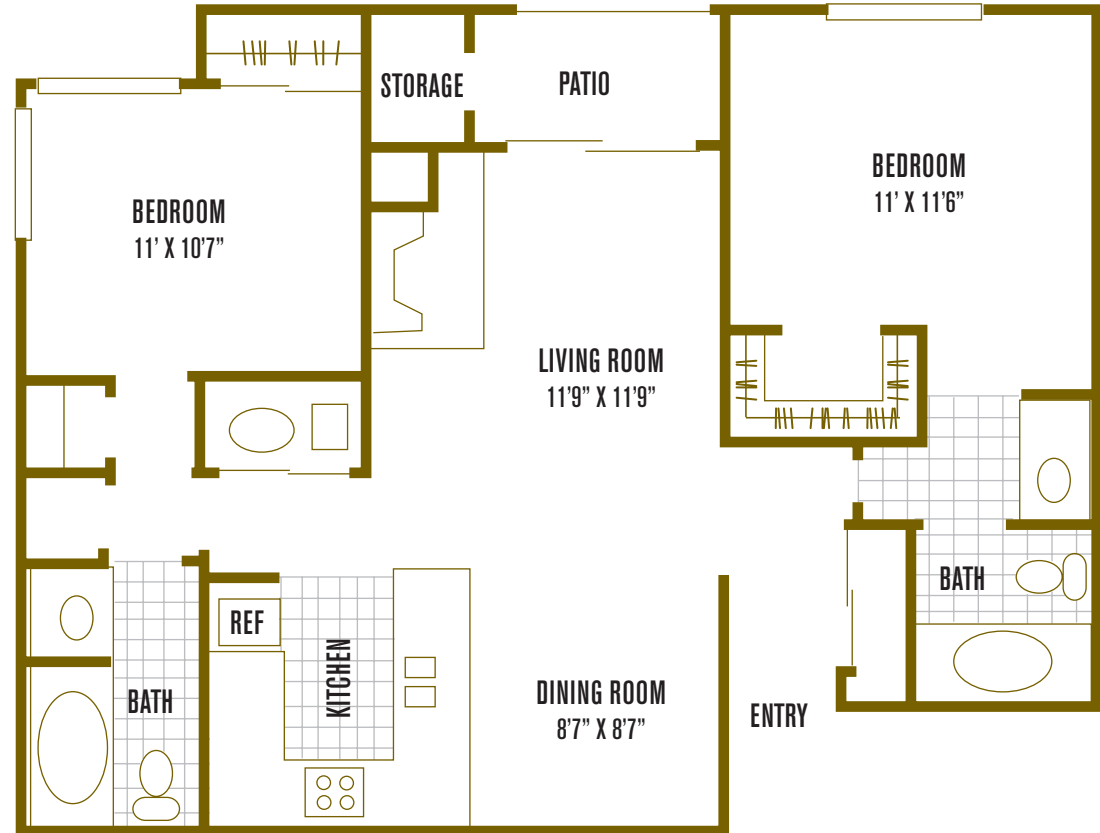 STORAGE
PATIO
BEDROOM
11’ X 11’6”
BEDROOM
11’ X 10’7”
LIVING ROOM
11’9” X 11’9”
BATH
REF
KITCHEN
BATH
DINING ROOM
8’7” X 8’7”
ENTRY